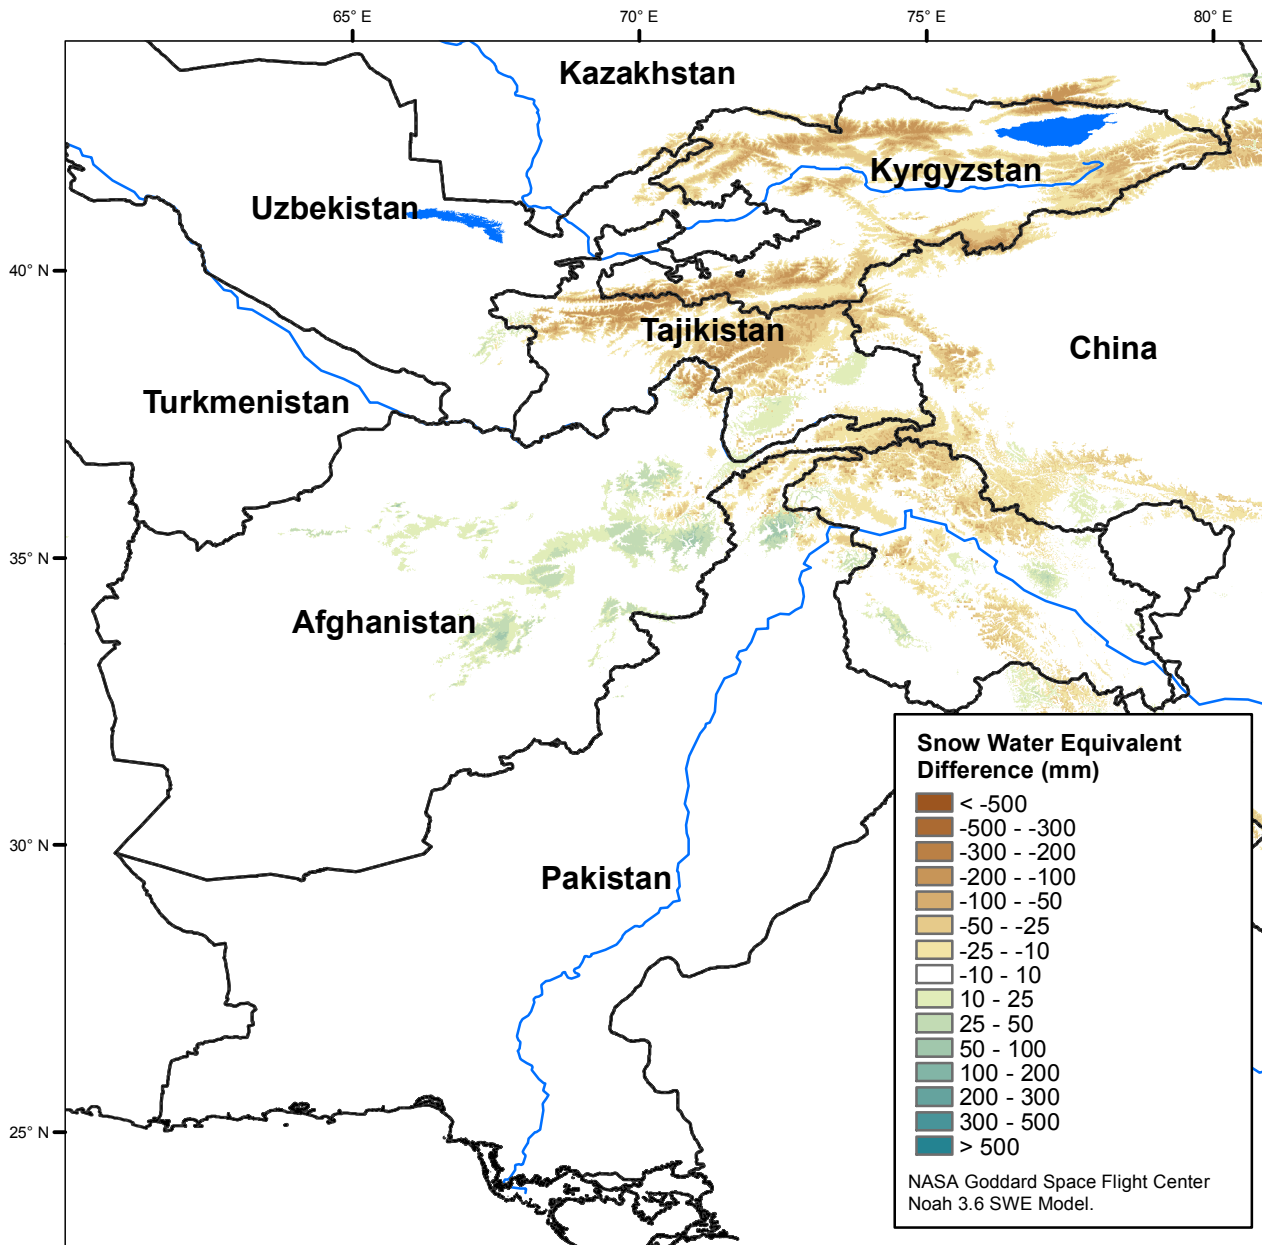 65° E
70° E
75° E
80° E
Kazakhstan
Kyrgyzstan
Uzbekistan
40° N
Tajikistan
China
Turkmenistan
35° N
Afghanistan
Snow Water Equivalent
Difference (mm)
< -500
-500 - -300
-300 - -200
-200 - -100
-100 - -50
-50 - -25
-25 - -10
-10 - 10
10 - 25
25 - 50
50 - 100
100 - 200
200 - 300
300 - 500
> 500
NASA Goddard Space Flight Center
Noah 3.6 SWE Model.
30° N
Pakistan
25° N